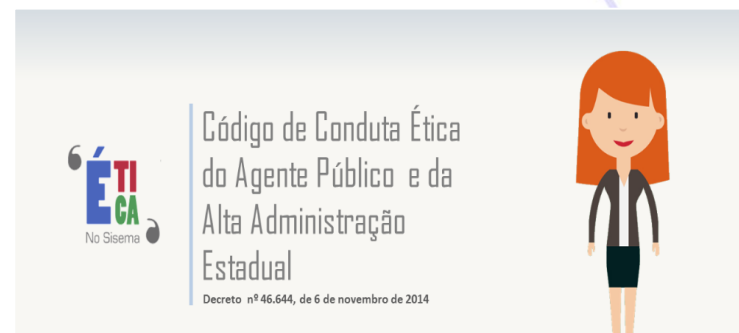 ÉTI
CA
No Sisema
Código de Conduta Ética
do Agente Público e da
Alta Administração
Estadual
Decreto nº 46.644, de 6 de novembro de 2014